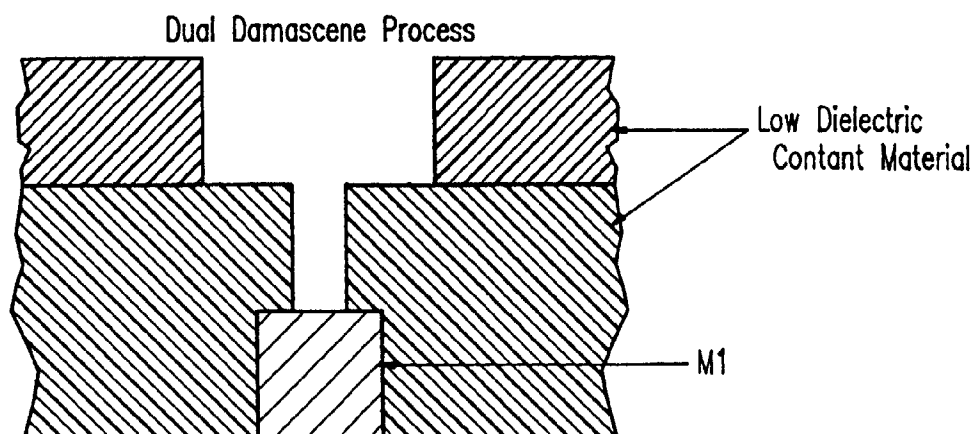 Dual Damascene Process
Low Dielectric
Contant Material
M1